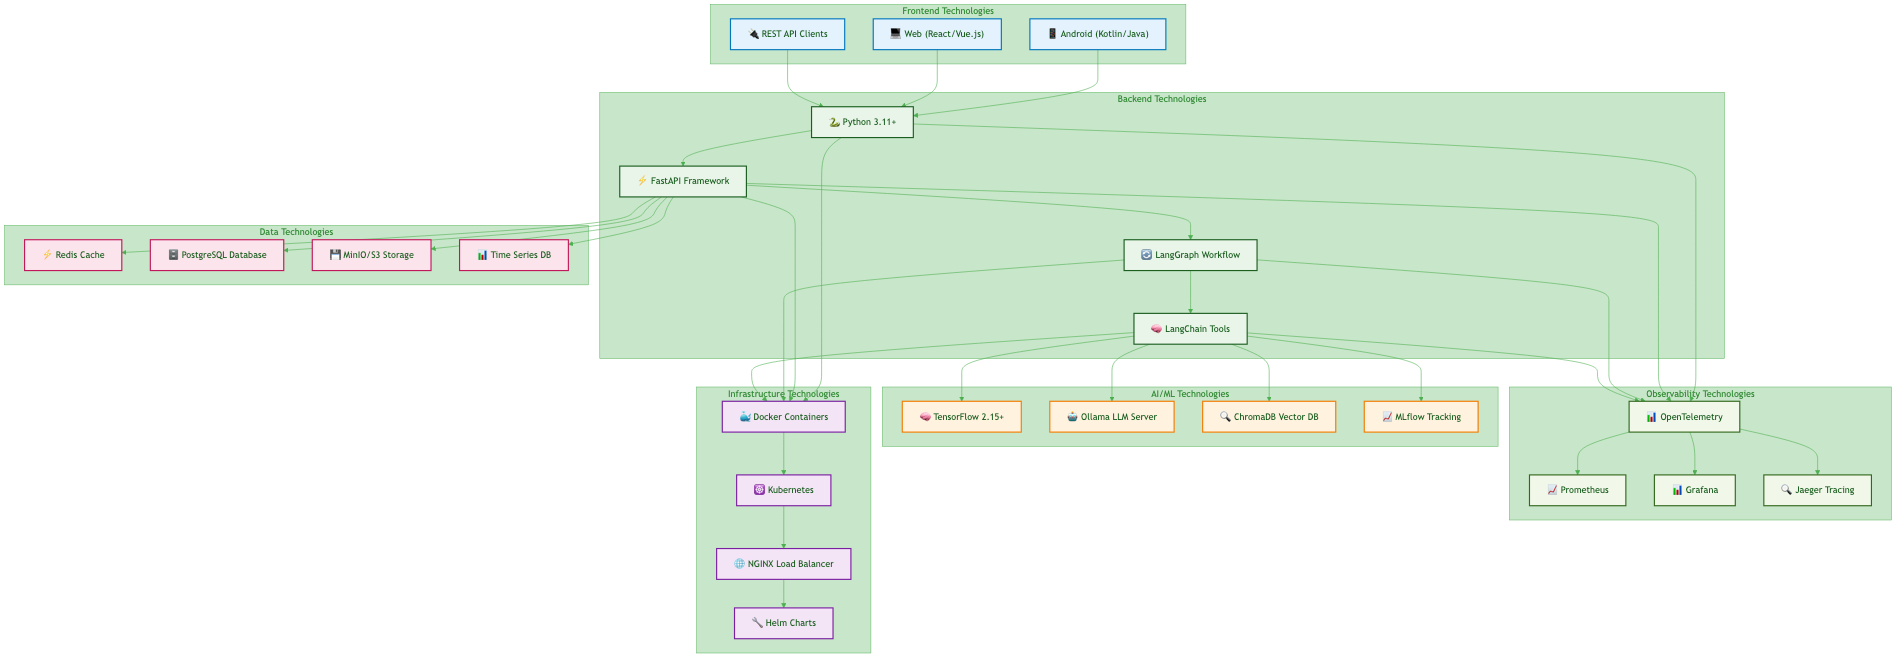 Frontend Technologies
🔌 REST API Clients
💻 Web (React/Vue.js)
📱 Android (Kotlin/Java)
Backend Technologies
🐍 Python 3.11+
⚡ FastAPI Framework
Data Technologies
⚡ Redis Cache
🗄️ PostgreSQL Database
💾 MinIO/S3 Storage
📊 Time Series DB
🔄 LangGraph Workflow
🧠 LangChain Tools
Infrastructure Technologies
🐳 Docker Containers
☸️ Kubernetes
🌐 NGINX Load Balancer
🔧 Helm Charts
AI/ML Technologies
🧠 TensorFlow 2.15+
🤖 Ollama LLM Server
🔍 ChromaDB Vector DB
📈 MLflow Tracking
Observability Technologies
📊 OpenTelemetry
📈 Prometheus
📊 Grafana
🔍 Jaeger Tracing